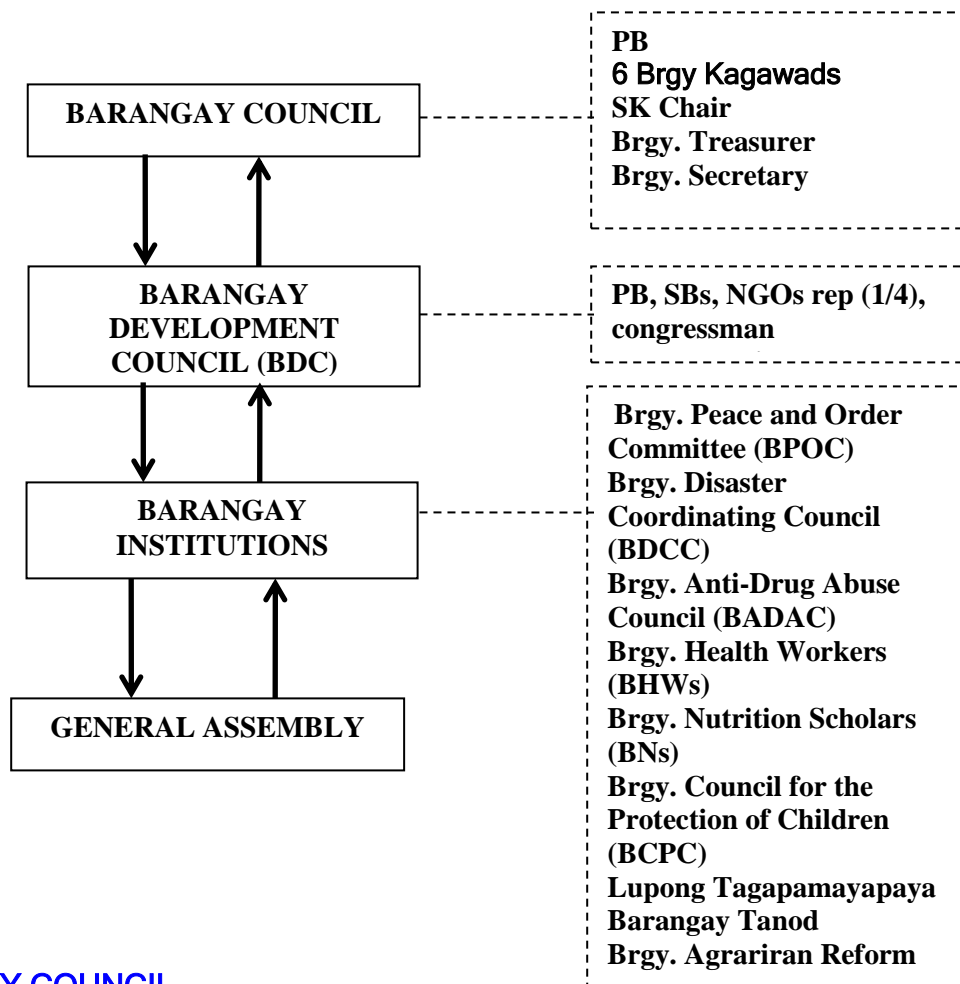 BARANGAY COUNCIL
PB
6 Brgy Kagawads
SK Chair
Brgy. Treasurer
Brgy. Secretary
BARANGAY
DEVELOPMENT
COUNCIL (BDC)
PB, SBs, NGOs rep (1/4),
congressman
BARANGAY
INSTITUTIONS
Brgy. Peace and Order
Committee (BPOC)
Brgy. Disaster
Coordinating Council
(BDCC)
Brgy. Anti-Drug Abuse
Council (BADAC)
Brgy. Health Workers
(BHWs)
Brgy. Nutrition Scholars
(BNs)
Brgy. Council for the
Protection of Children
(BCPC)
Lupong Tagapamayapaya
Barangay Tanod
Brgy. Agrariran Reform
GENERAL ASSEMBLY
Y COUNCIL